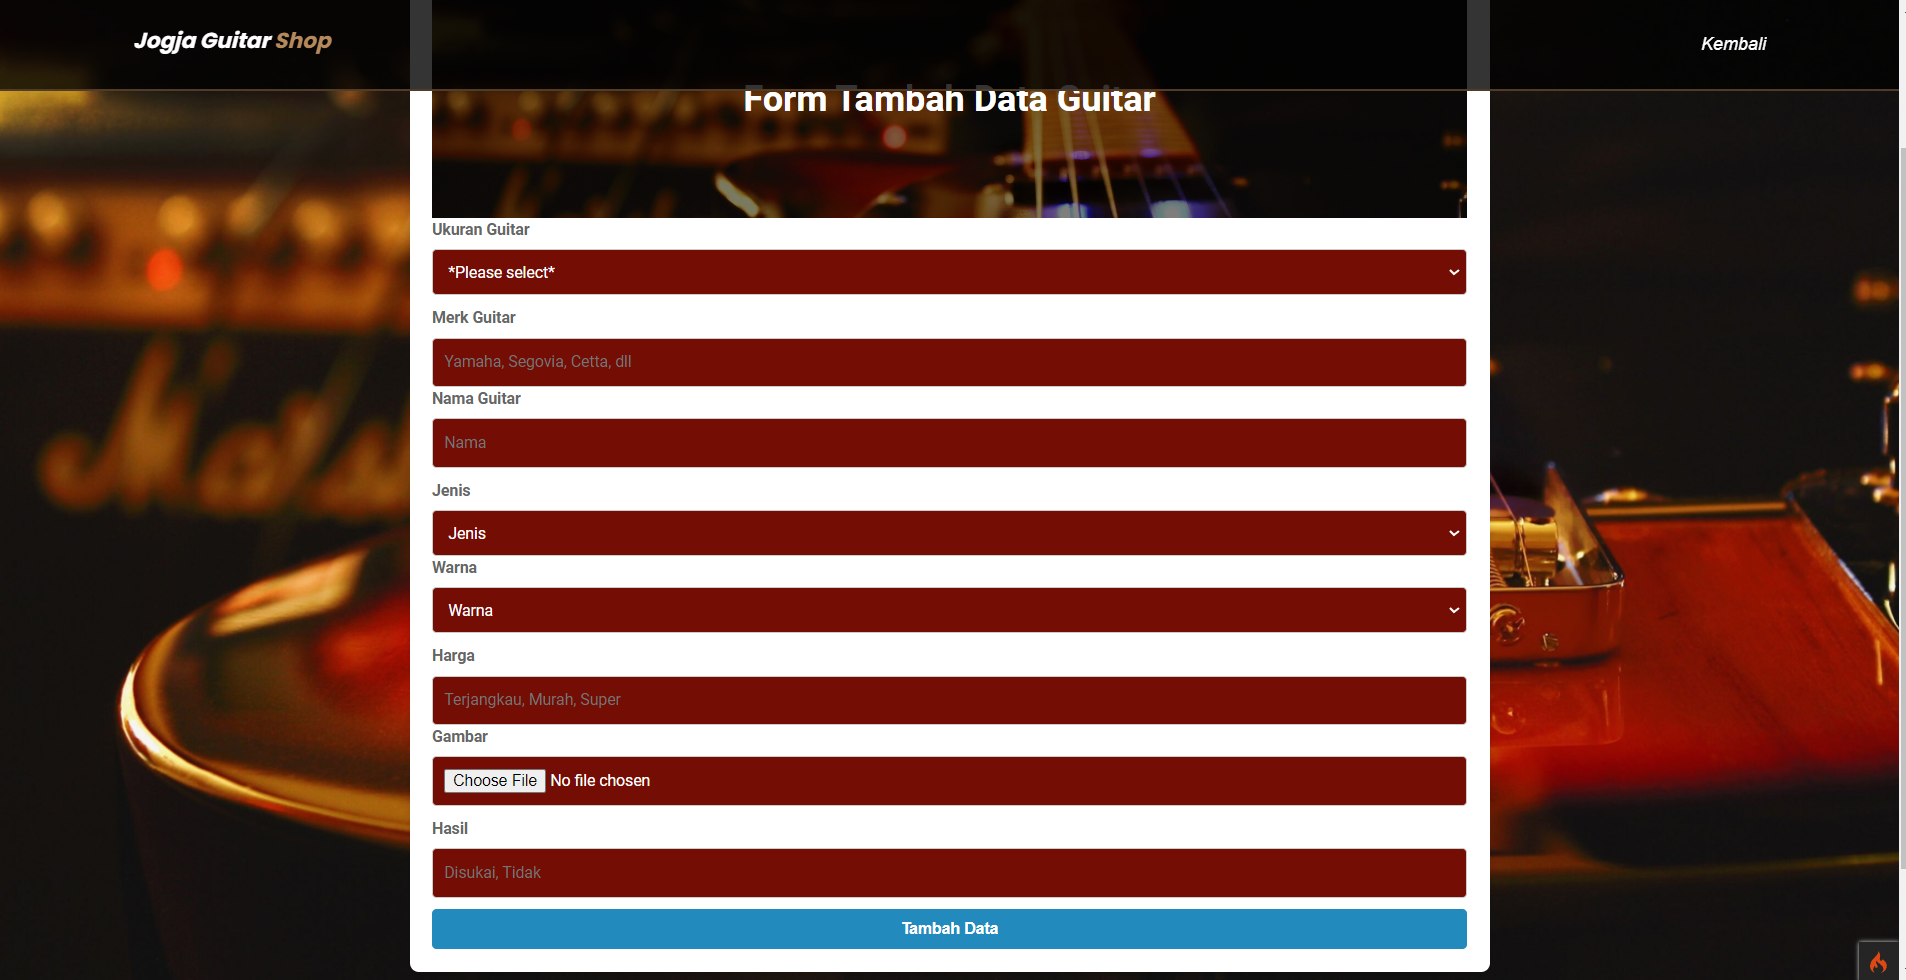 Jogja Guitar Shop
Kembali
Form Tambah Data Guitar
Ukuran Guitar
*Please select*
Merk Guitar
Yamaha, Segovia, Cetta, dll
Nama Guitar
Nama
Jenis
Jenis
Warna
Warna
Harga
Terjangkau, Murah, Super
Gambar
Choose File No file chosen
Hasil
Disukai, Tidak
Tambah Data